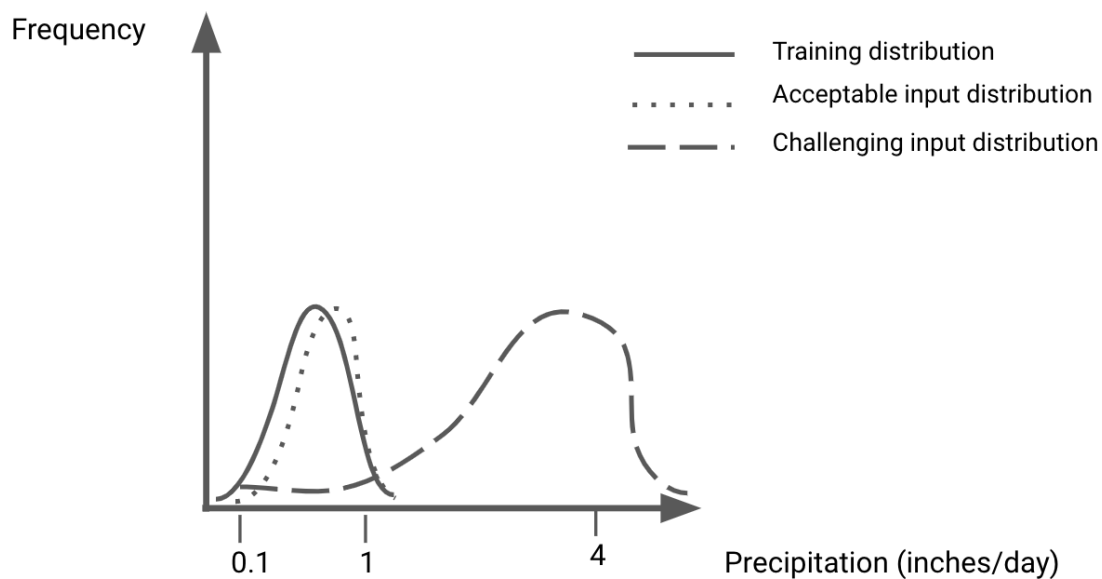 Frequency
Training distribution
Acceptable input distribution
Challenging input distribution
0.1
1
4
Precipitation (inches/day)